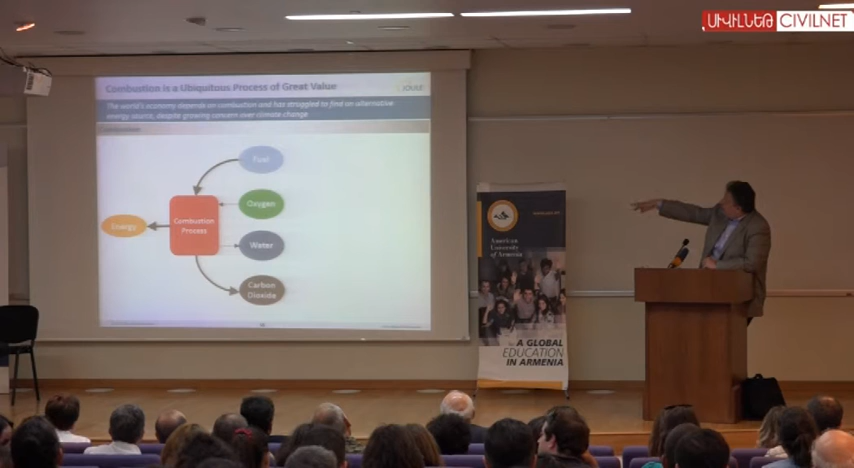 ՍԻՎԻԼՆԵԹ CIVILNET
Combustion is a Ubiquitous Process of Great Value
JOULE
The world's economy depends on combustion and has struggled to find an alternative
energy source, despite growing concern over climate change
Fuel
Oxygen
Energy
Combustion
Process
Water
Carbon
Dioxide
American
University
of Armenia
A GLOBAL
EDUCATION
IN ARMENIA